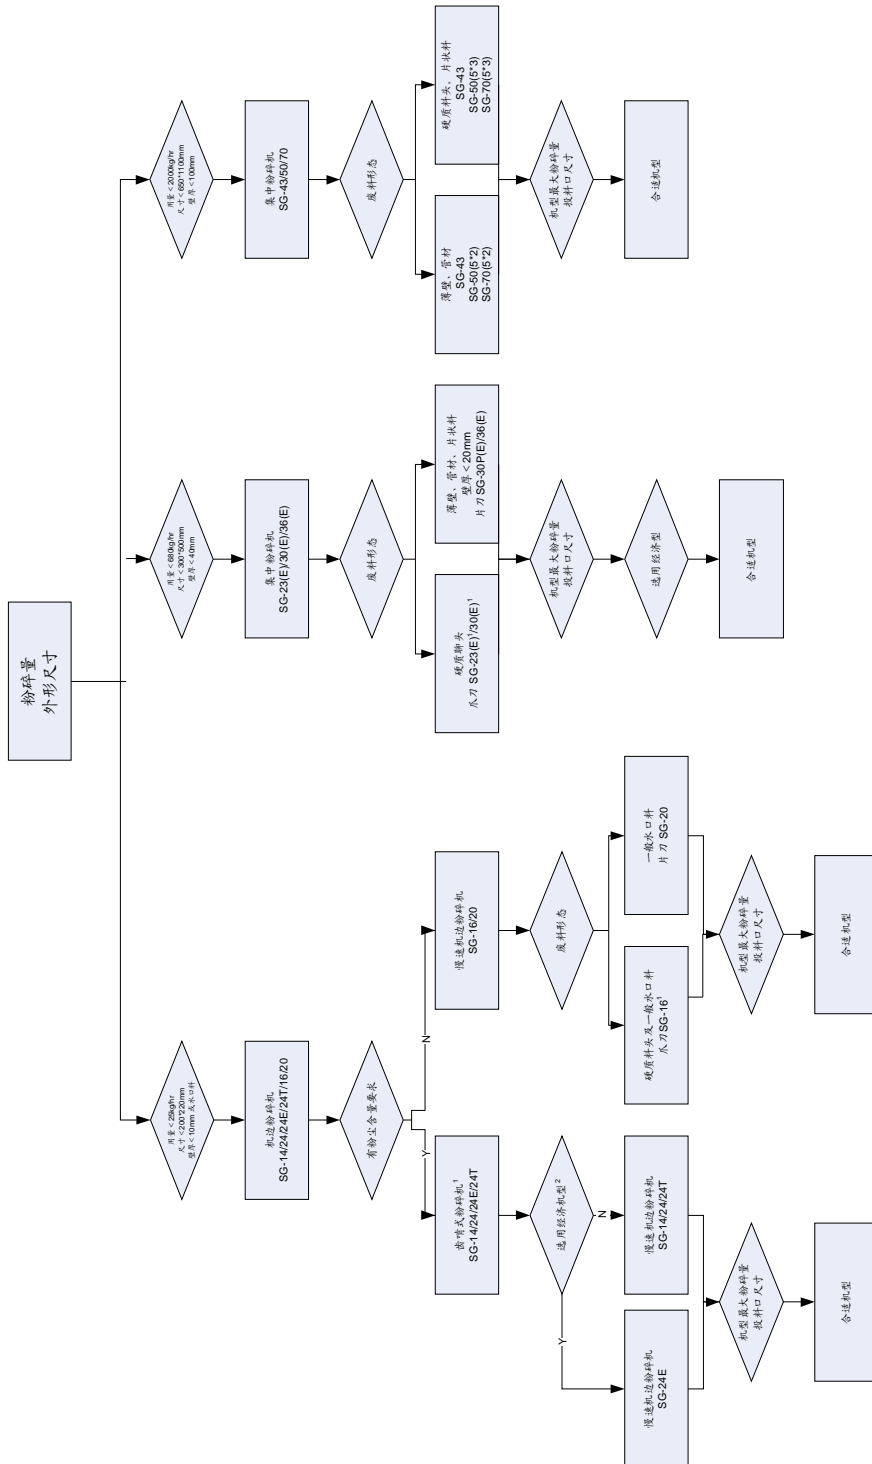 粉碎量
外形尺寸
用量<25kg/hr
尺寸<200*220mm
壁厚<10mm 或水口料
机边粉碎机
SG-14/24/24E/24T/16/20
有粉尘含量要求
Y
N
齿啃式粉碎机¹
SG-14/24/24E/24T
选用经济机型²
Y
N
慢速机边粉碎机
SG-24E
慢速机边粉碎机
SG-14/24/24T
机型最大粉碎量
投料口尺寸
合适机型
慢速机边粉碎机
SG-16/20
废料形态
硬质料头及一般水口料
爪刀SG-16¹
一般水口料
片刀 SG-20
机型最大粉碎量
投料口尺寸
合适机型
用量<680kg/hr
尺寸<300*500mm
壁厚<40mm
集中粉碎机
SG-23(E)/30(E)/36(E)
废料形态
硬质聊头
爪刀 SG-23(E)¹/30(E)¹
薄壁、管材、片状料
壁厚<20mm
片刀SG-30P(E)/36(E)
机型最大粉碎量
投料口尺寸
选用经济型
合适机型
用量<2000kg/hr
尺寸<650*1100mm
壁厚<100mm
集中粉碎机
SG-43/50/70
废料形态
薄壁、管材
SG-43
SG-50(5*2)
SG-70(5*2)
硬质料头、片状料
SG-43
SG-50(5*3)
SG-70(5*3)
机型最大粉碎量
投料口尺寸
合适机型